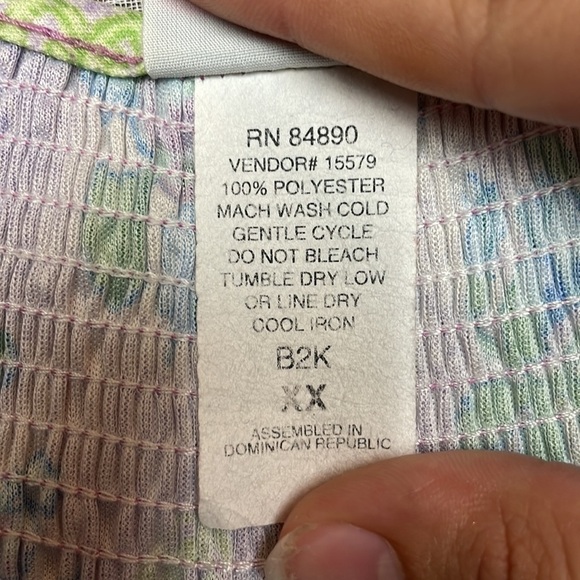 RN 84890
VENDOR# 15579
100% POLYESTER
MACH WASH COLD
GENTLE CYCLE
DO NOT BLEACH
TUMBLE DRY LOW
OR LINE DRY
COOL IRON
B2K
XX
ASSEMBLED IN
DOMINICAN REPUBLIC